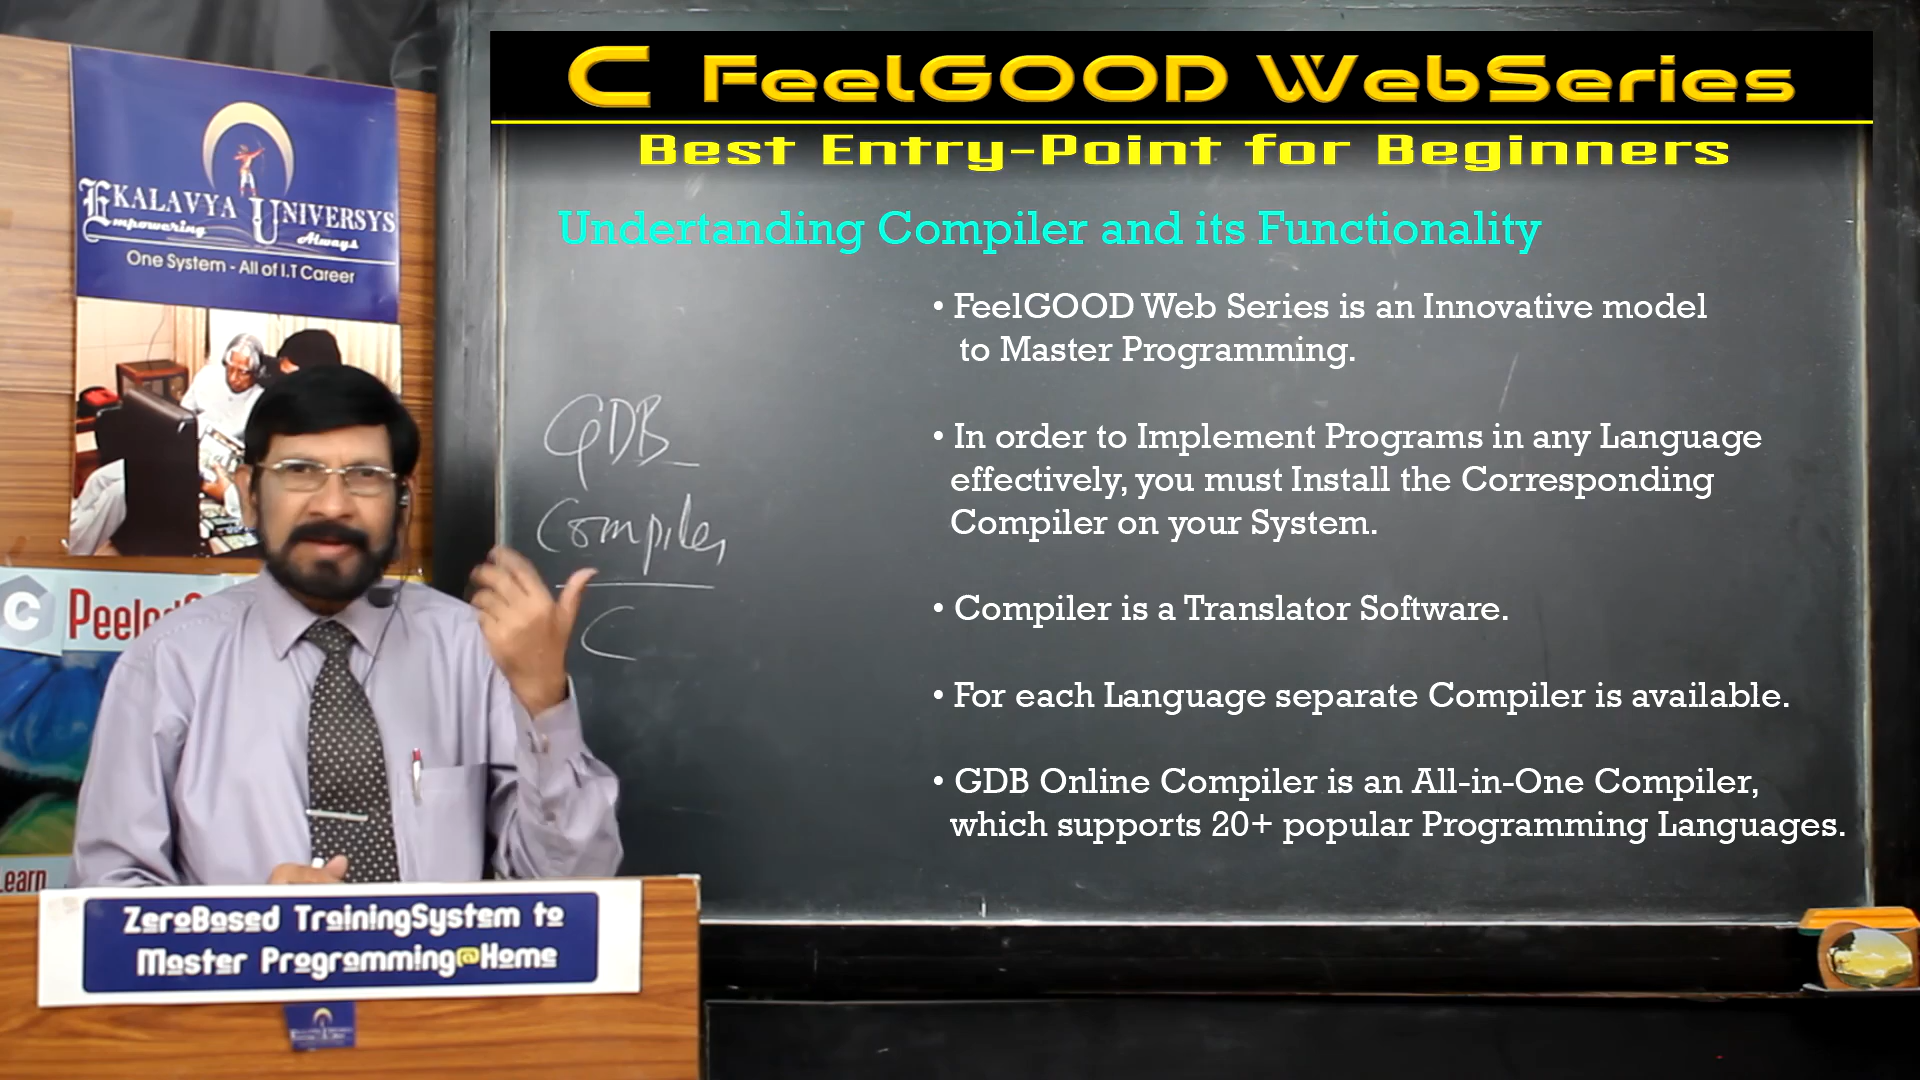 C FeelGOOD WebSeries
Best Entry-Point for Beginners
Undertanding Compiler and its Functionality
• FeelGOOD Web Series is an Innovative model
to Master Programming.
• In order to Implement Programs in any Language
effectively, you must Install the Corresponding
Compiler on your System.
• Compiler is a Translator Software.
• For each Language separate Compiler is available.
• GDB Online Compiler is an All-in-One Compiler,
which supports 20+ popular Programming Languages.
GDB
Compiler
C
EKALAVYA UNIVERSYS
Empowering Always
One System - All of I.T Career
C
Learn
ZeroBased TrainingSystem to
Master Programming@Home